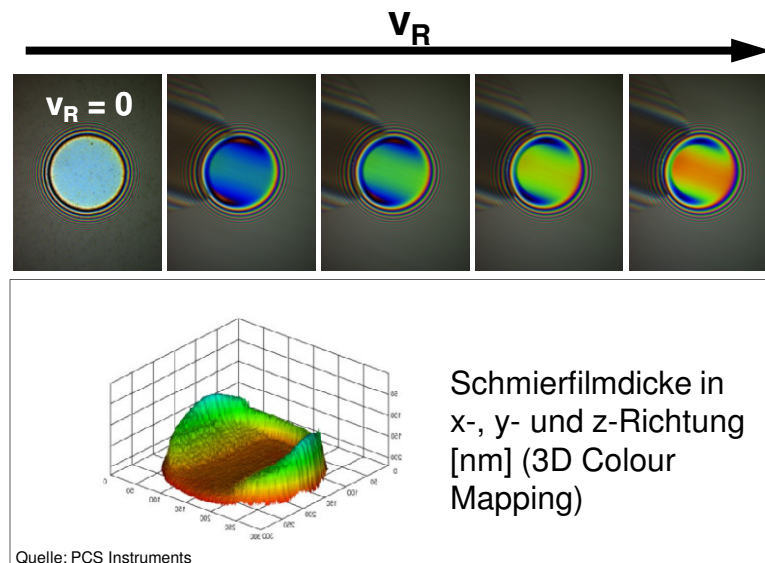 vR
vR = 0
Schmierfilmdicke in
x-, y- und z-Richtung
[nm] (3D Colour
Mapping)
Quelle: PCS Instruments